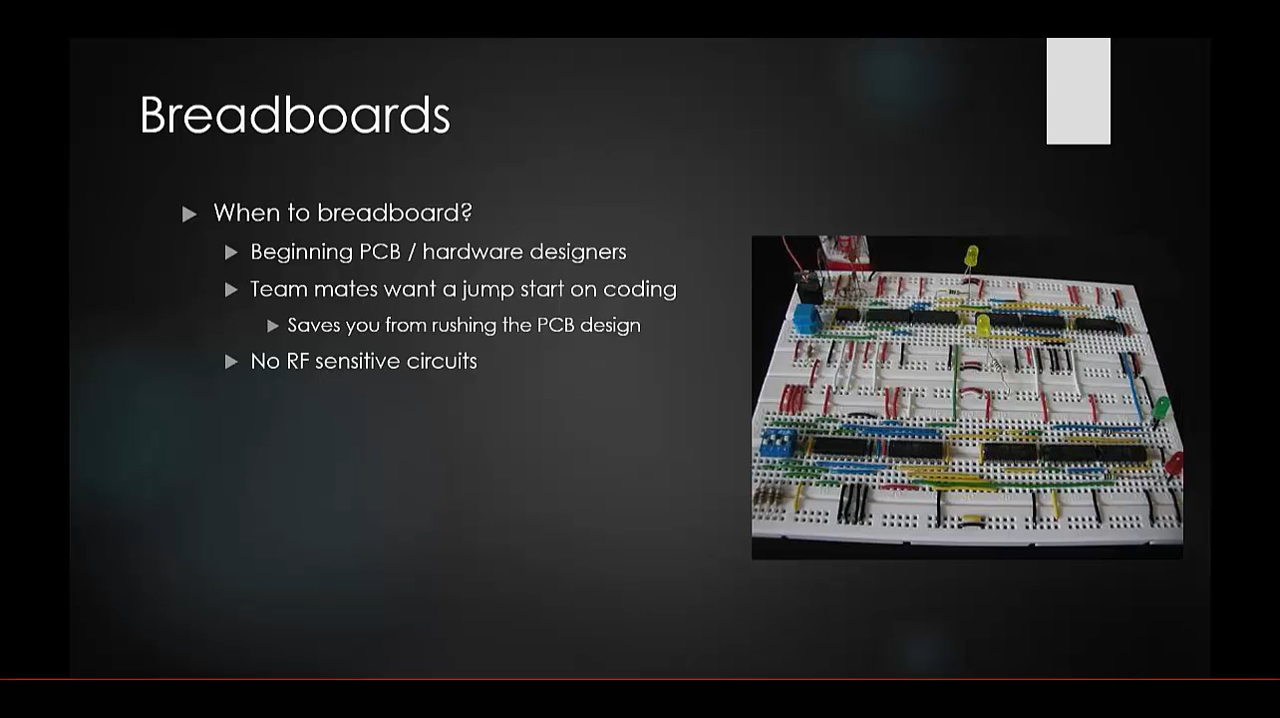 Breadboards
When to breadboard?
Beginning PCB / hardware designers
Team mates want a jump start on coding
Saves you from rushing the PCB design
No RF sensitive circuits